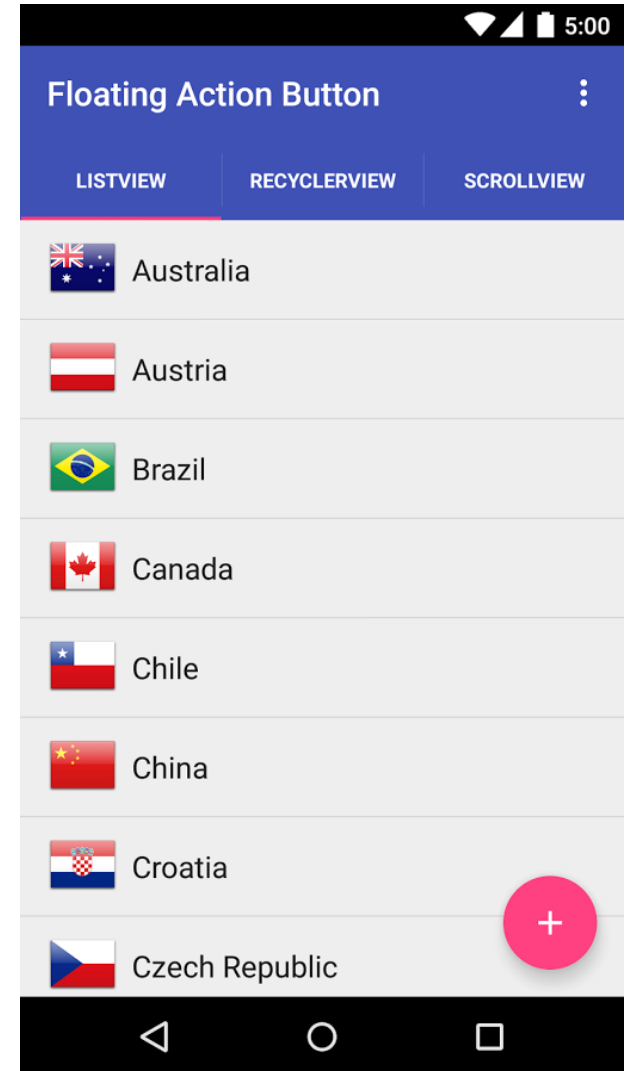 5:00
Floating Action Button
LISTVIEW RECYCLERVIEW SCROLLVIEW
Australia
Austria
Brazil
Canada
Chile
China
Croatia
+
Czech Republic